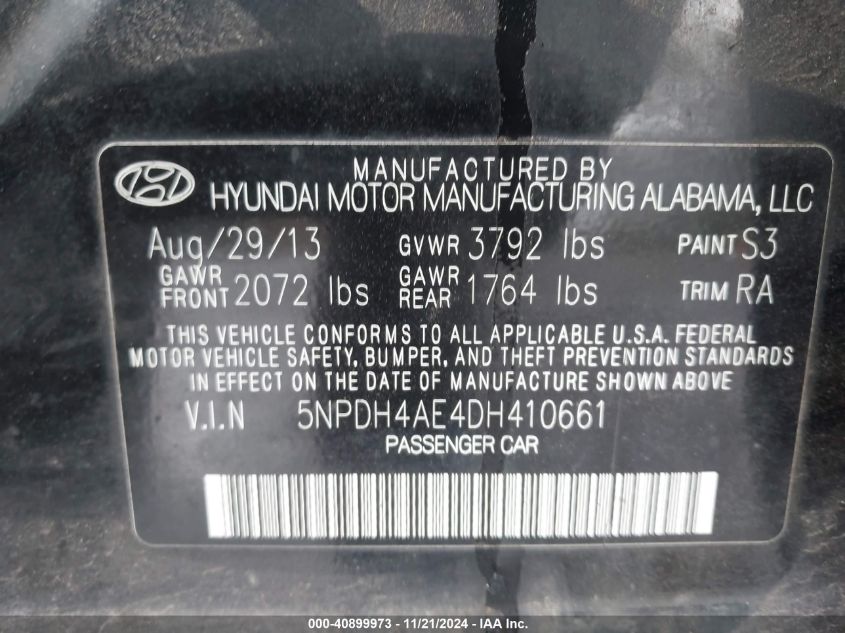 MANUFACTURED BY
HYUNDAI MOTOR MANUFACTURING ALABAMA, LLC
Aug/29/13 GVWR 3792 lbs PAINT S3
GAWR FRONT 2072 lbs GAWR REAR 1764 lbs TRIM RA
THIS VEHICLE CONFORMS TO ALL APPLICABLE U.S.A. FEDERAL
MOTOR VEHICLE SAFETY, BUMPER, AND THEFT PREVENTION STANDARDS
IN EFFECT ON THE DATE OF MANUFACTURE SHOWN ABOVE
V.I.N 5NPDH4AE4DH410661
PASSENGER CAR
000-40899973 - 11/21/2024 - IAA Inc.